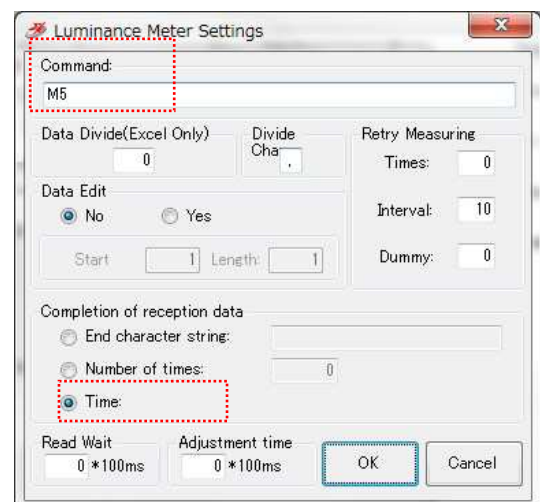 Luminance Meter Settings
Command:
M5
Data Divide(Excel Only)
0
Divide
Cha
,
Retry Measuring
Times: 0
Interval: 10
Dummy: 0
Data Edit
No Yes
Start 1 Length: 1
Completion of reception data
End character string:
Number of times: 0
Time:
Read Wait
0 *100ms
Adjustment time
0 *100ms
OK Cancel